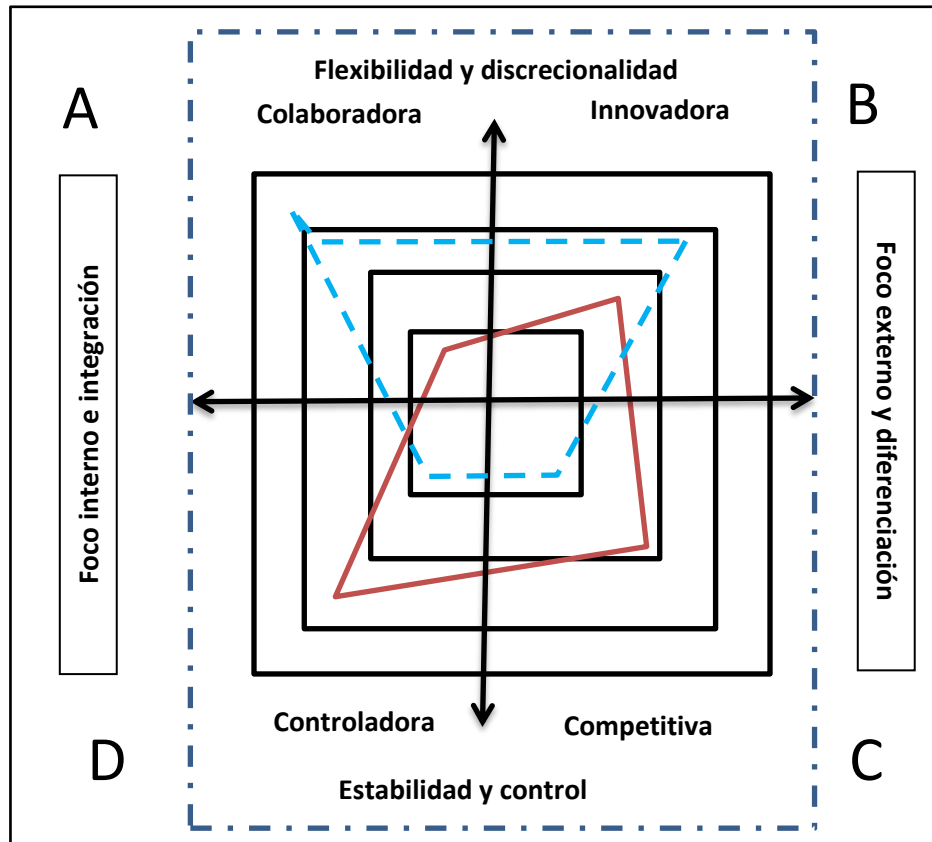 Flexibilidad y discrecionalidad
A
Colaboradora
Innovadora
B
Foco interno e integración
Foco externo y diferenciación
Controladora
Competitiva
D
C
Estabilidad y control